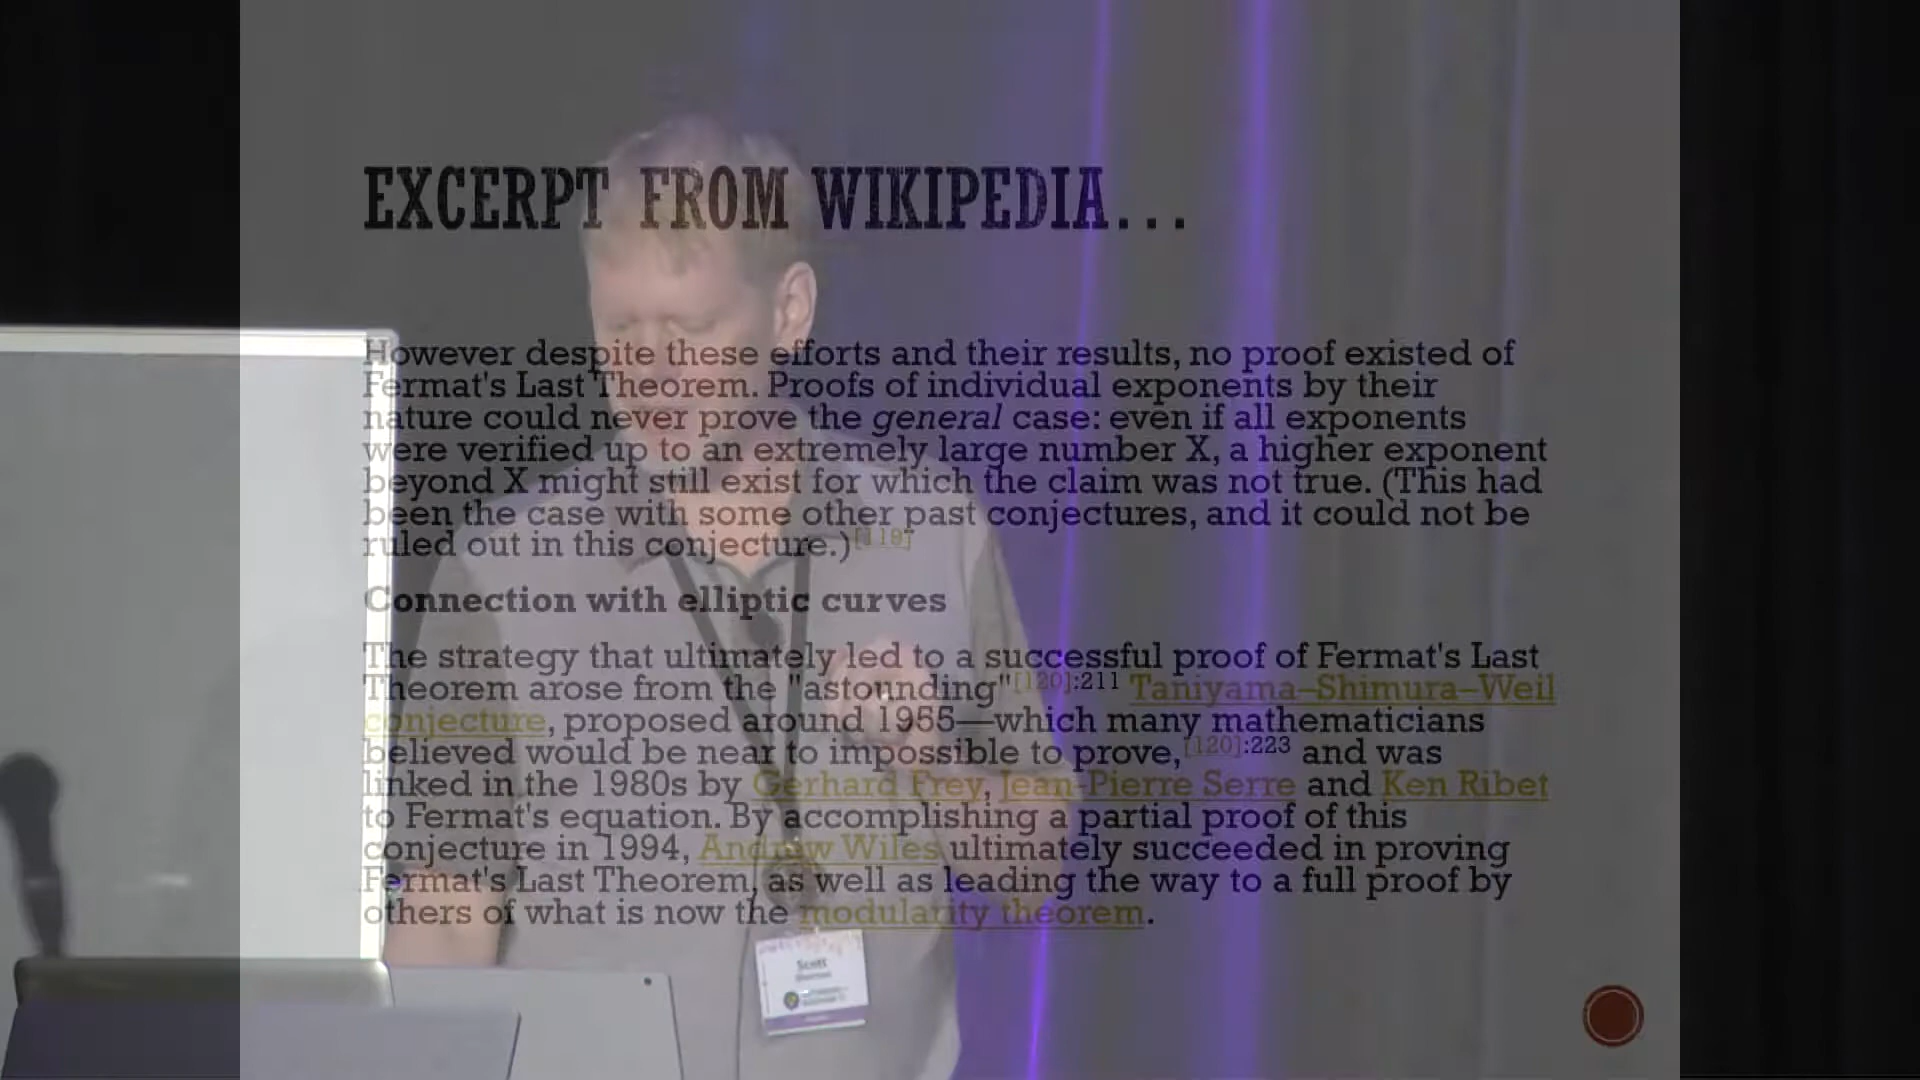 EXCERPT FROM WIKIPEDIA...
However despite these efforts and their results, no proof existed of
Fermat's Last Theorem. Proofs of individual exponents by their
nature could never prove the general case: even if all exponents
were verified up to an extremely large number X, a higher exponent
beyond X might still exist for which the claim was not true. (This had
been the case with some other past conjectures, and it could not be
ruled out in this conjecture.)[119]
Connection with elliptic curves
The strategy that ultimately led to a successful proof of Fermat's Last
Theorem arose from the "astounding"[120]:211 Taniyama–Shimura–Weil
conjecture, proposed around 1955—which many mathematicians
believed would be near to impossible to prove,[120]:223 and was
linked in the 1980s by Gerhard Frey, Jean-Pierre Serre and Ken Ribet
to Fermat's equation. By accomplishing a partial proof of this
conjecture in 1994, Andrew Wiles ultimately succeeded in proving
Fermat's Last Theorem, as well as leading the way to a full proof by
others of what is now the modularity theorem.
Scott